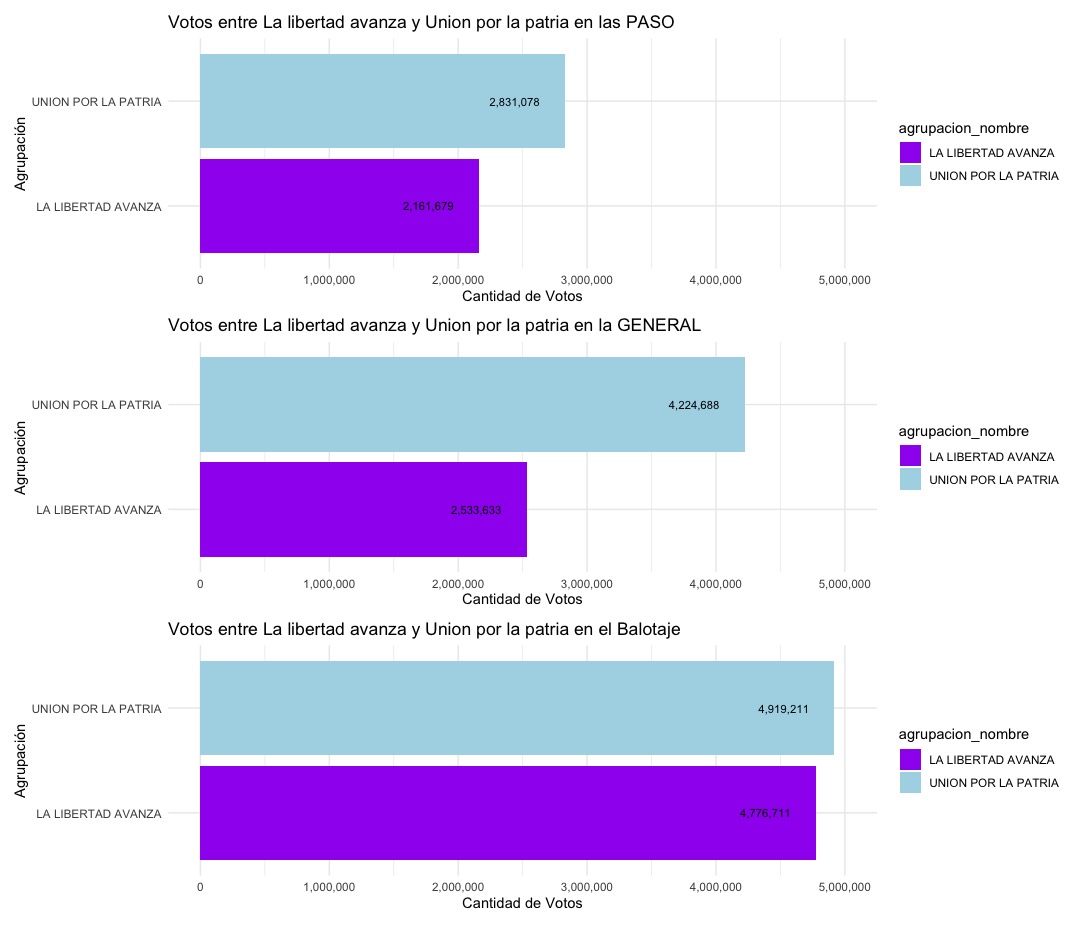 Votos entre La libertad avanza y Union por la patria en las PASO
Agrupación
UNION POR LA PATRIA
2,831,078
LA LIBERTAD AVANZA
2,161,679
0 1,000,000 2,000,000 3,000,000 4,000,000 5,000,000
Cantidad de Votos
agrupacion_nombre
LA LIBERTAD AVANZA
UNION POR LA PATRIA
Votos entre La libertad avanza y Union por la patria en la GENERAL
Agrupación
UNION POR LA PATRIA
4,224,688
LA LIBERTAD AVANZA
2,533,633
0 1,000,000 2,000,000 3,000,000 4,000,000 5,000,000
Cantidad de Votos
agrupacion_nombre
LA LIBERTAD AVANZA
UNION POR LA PATRIA
Votos entre La libertad avanza y Union por la patria en el Balotaje
Agrupación
UNION POR LA PATRIA
4,919,211
LA LIBERTAD AVANZA
4,776,711
0 1,000,000 2,000,000 3,000,000 4,000,000 5,000,000
Cantidad de Votos
agrupacion_nombre
LA LIBERTAD AVANZA
UNION POR LA PATRIA